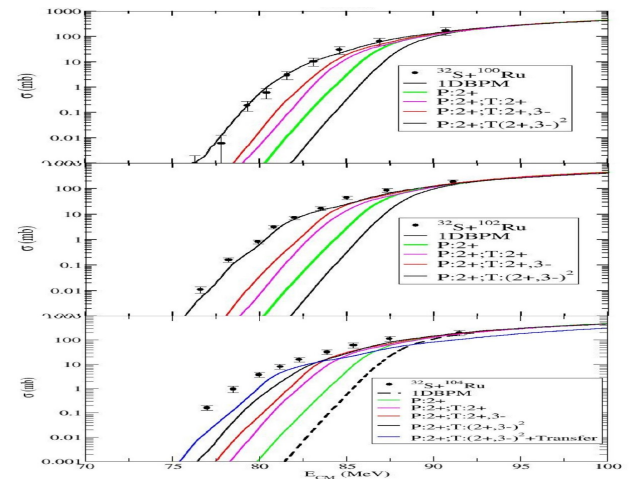 1000
100
10
1
0.1
0.01
σ (mb)
³²S+¹⁰⁰Ru
1DBPM
P:2+
P:2+;T:2+
P:2+;T:2+,3-
P:2+;T(2+,3-)²
100
10
1
0.1
0.01
σ (mb)
³²S+¹⁰²Ru
1DBPM
P:2+
P:2+;T:2+
P:2+;T:2+,3-
P:2+;T:(2+,3-)²
100
10
1
0.1
0.01
0.001
σ(mb)
³²S+¹⁰⁴Ru
1DBPM
P:2+
P:2+;T:2+
P:2+;T:2+,3-
P:2+;T:(2+,3-)²
P:2+;T:(2+,3-)²+Transfer
70 75 80 85 90 95 100
E_CM (MeV)